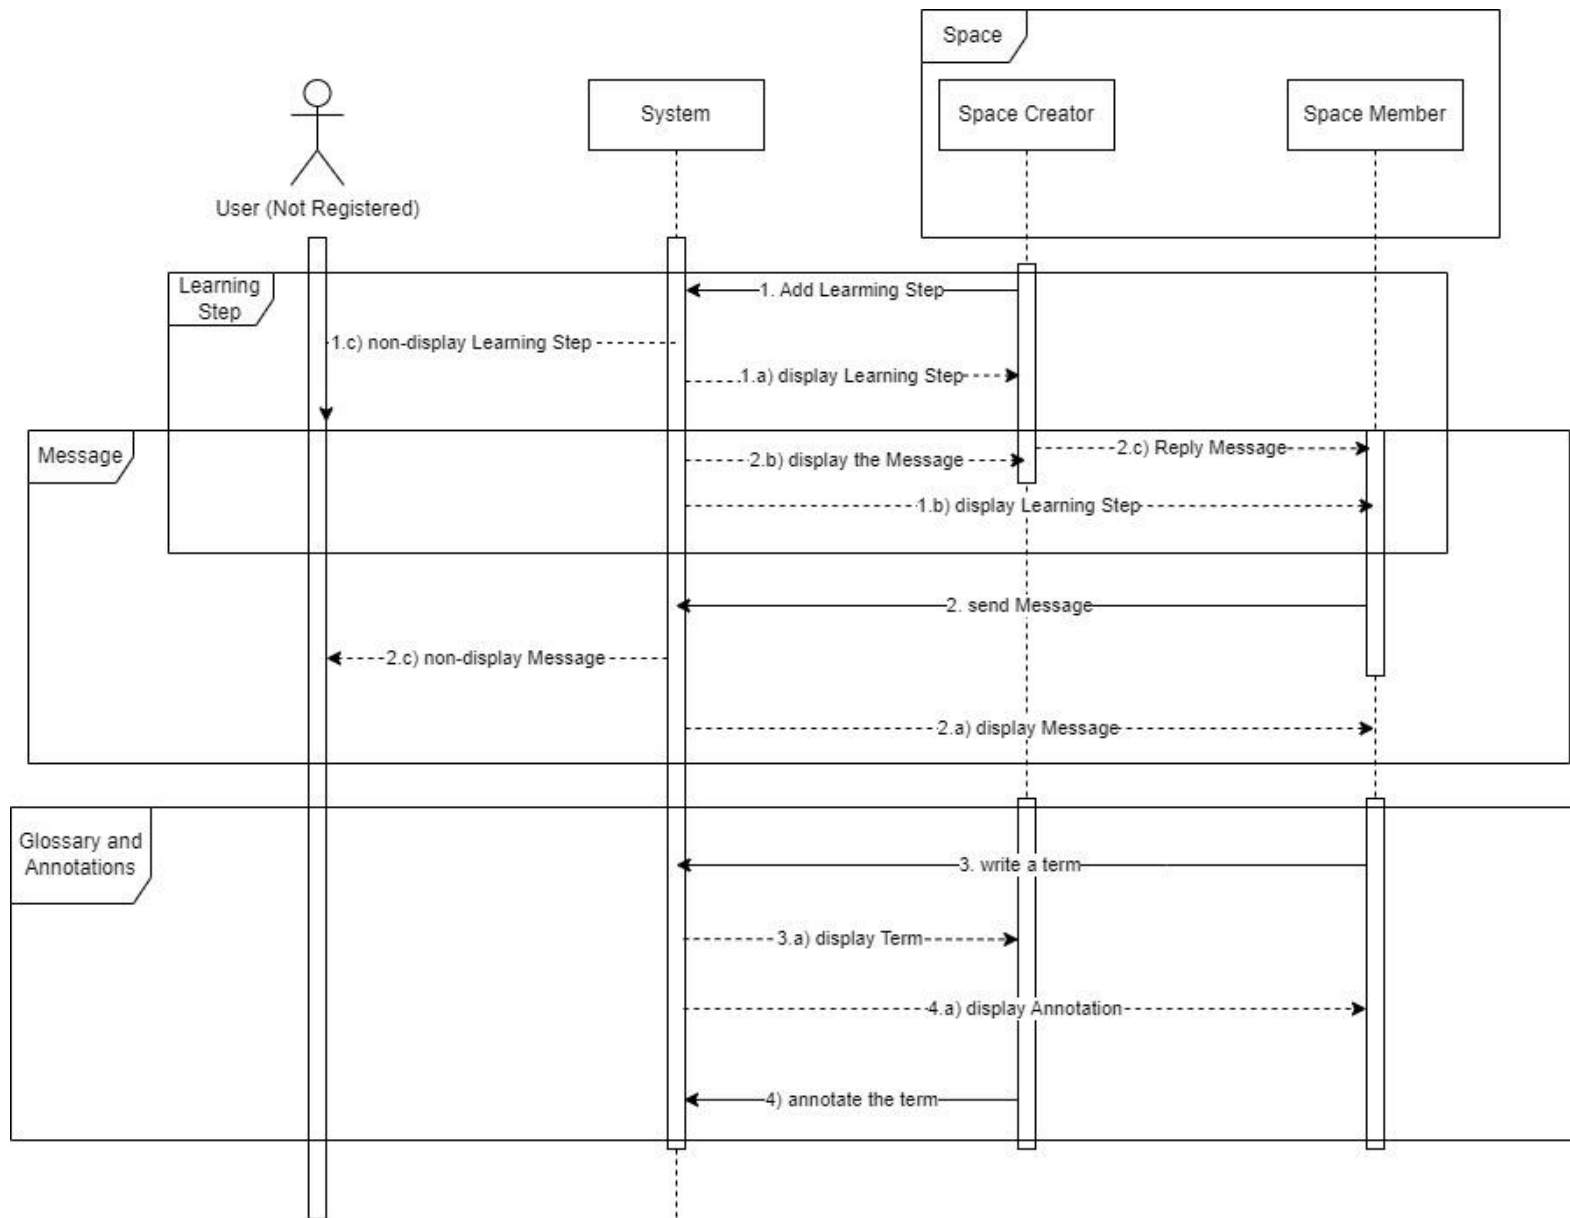 Space
System
Space Creator
Space Member
User (Not Registered)
Learning
Step
1. Add Learming Step
1.c) non-display Learning Step
1.a) display Learning Step
Message
2.c) Reply Message
2.b) display the Message
1.b) display Learning Step
2. send Message
2.c) non-display Message
2.a) display Message
Glossary and
Annotations
3. write a term
3.a) display Term
4.a) display Annotation
4) annotate the term